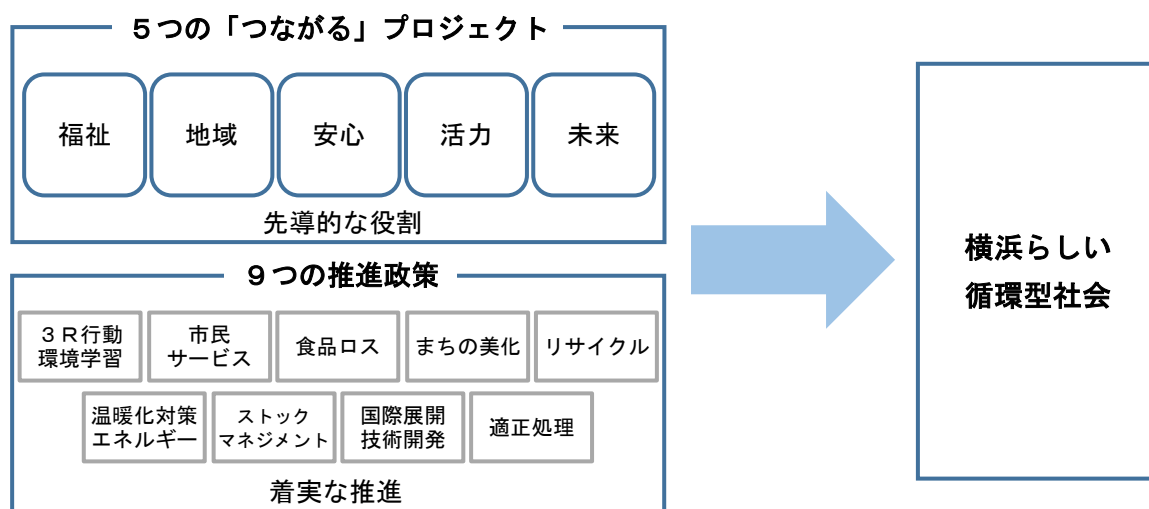 ５つの「つながる」プロジェクト
福祉
地域
安心
活力
未来
先導的な役割
９つの推進政策
３Ｒ行動
環境学習
市民
サービス
食品ロス
まちの美化
リサイクル
温暖化対策
エネルギー
ストック
マネジメント
国際展開
技術開発
適正処理
着実な推進
横浜らしい
循環型社会